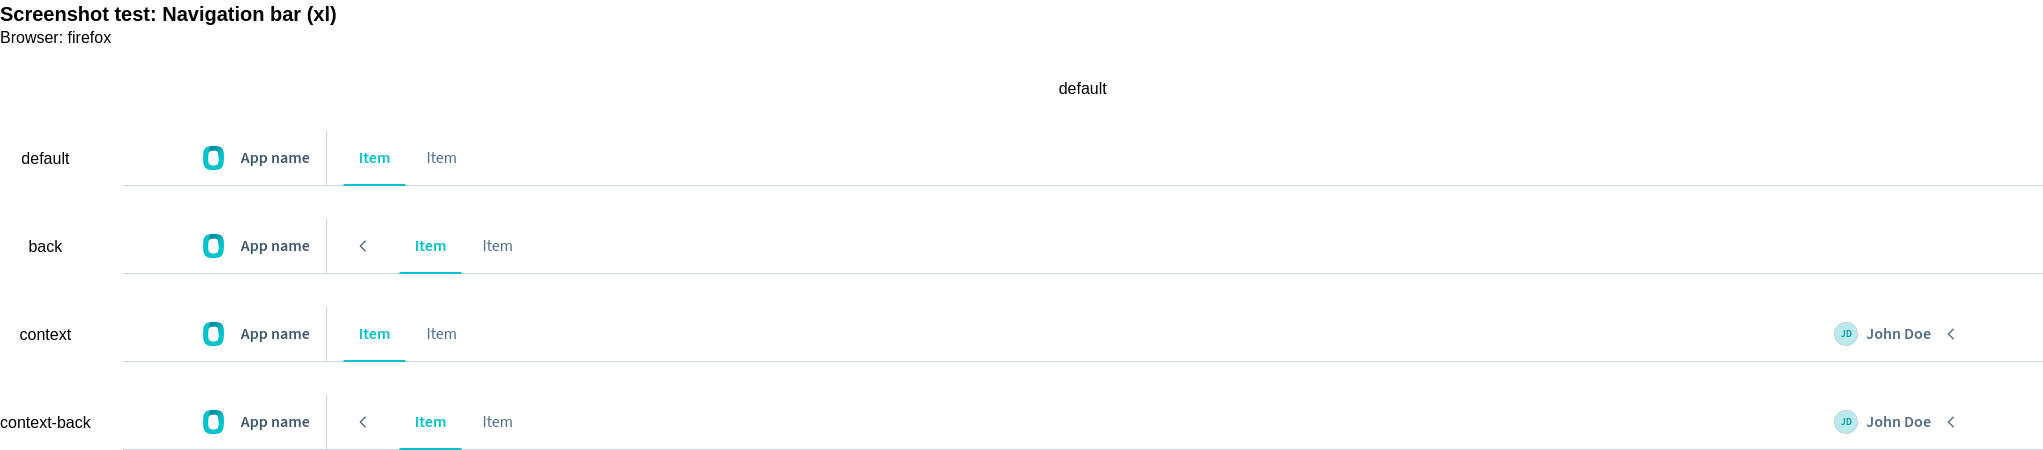 Screenshot test: Navigation bar (xl)
Browser: firefox
default
default App name Item Item
back App name Item Item
context App name Item Item JD John Doe
context-back App name Item Item JD John Doe